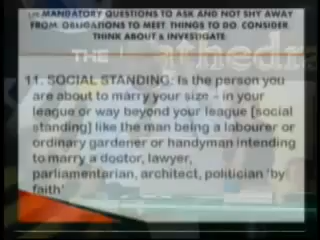 MANDATORY QUESTIONS TO ASK AND NOT SHY AWAY
FROM OBLIGATIONS TO MEET THINGS TO DO. CONSIDER
THINK ABOUT & INVESTIGATE
THE
athedra
11. SOCIAL STANDING: Is the person you
are about to marry your size – in your
league or way beyond your league [social
standing] like the man being a labourer or
ordinary gardener or handyman intending
to marry a doctor, lawyer,
parliamentarian, architect, politician 'by
faith'